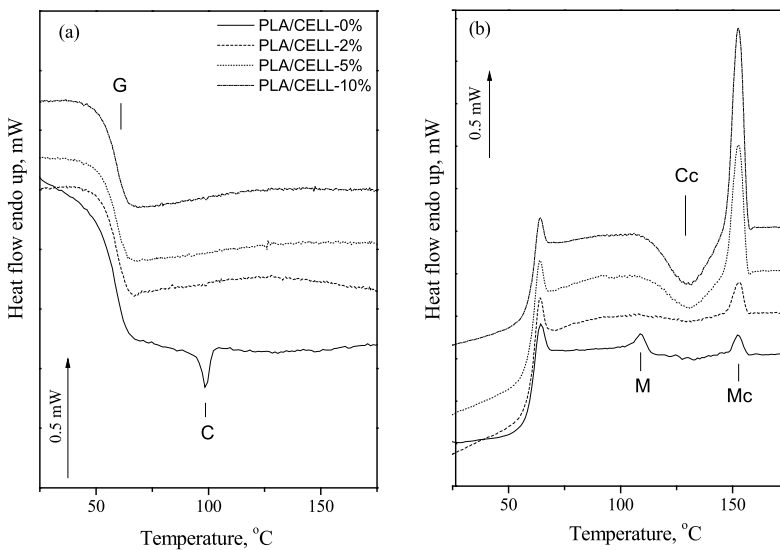 (a)
PLA/CELL-0%
PLA/CELL-2%
PLA/CELL-5%
PLA/CELL-10%
G
C
0.5 mW
Heat flow endo up, mW
50
100
150
Temperature, °C
(b)
0.5 mW
Cc
M
Mc
Heat flow endo up, mW
50
100
150
Temperature, °C